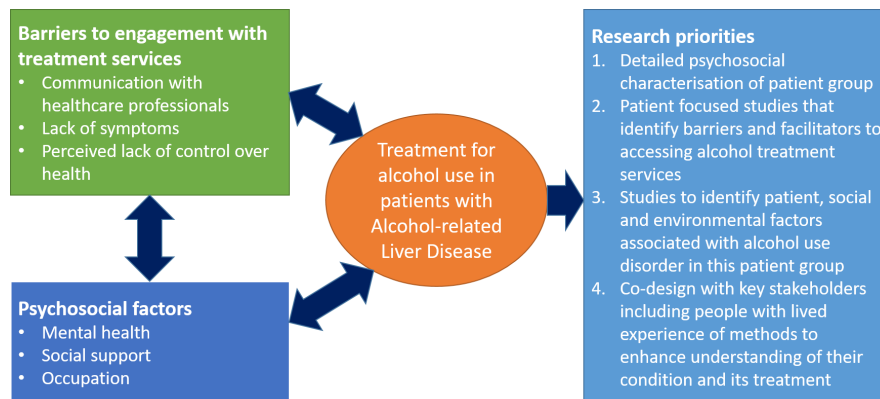 Barriers to engagement with
treatment services
• Communication with
healthcare professionals
• Lack of symptoms
• Perceived lack of control over
health
Psychosocial factors
• Mental health
• Social support
• Occupation
Treatment for
alcohol use in
patients with
Alcohol-related
Liver Disease
Research priorities
1. Detailed psychosocial
characterisation of patient group
2. Patient focused studies that
identify barriers and facilitators to
accessing alcohol treatment
services
3. Studies to identify patient, social
and environmental factors
associated with alcohol use
disorder in this patient group
4. Co-design with key stakeholders
including people with lived
experience of methods to
enhance understanding of their
condition and its treatment